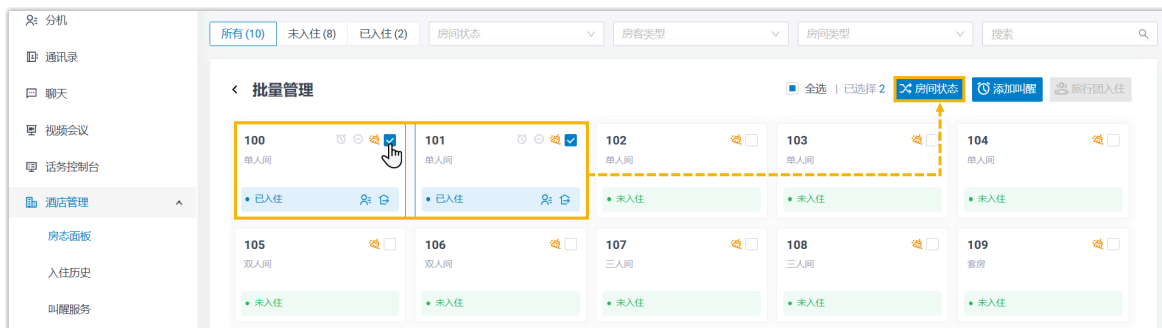 分机
通讯录
聊天
视频会议
话务控制台
酒店管理
房态面板
入住历史
叫醒服务
所有 (10) 未入住 (8) 已入住 (2) 房间状态 房客类型 房间类型 搜索
批量管理 全选 | 已选择 2 房间状态 添加叫醒 旅行团入住
100 101 102 103 104
单人间 单人间 单人间 单人间 单人间
已入住 已入住 未入住 未入住 未入住
105 106 107 108 109
双人间 双人间 三人间 三人间 套房
未入住 未入住 未入住 未入住 未入住